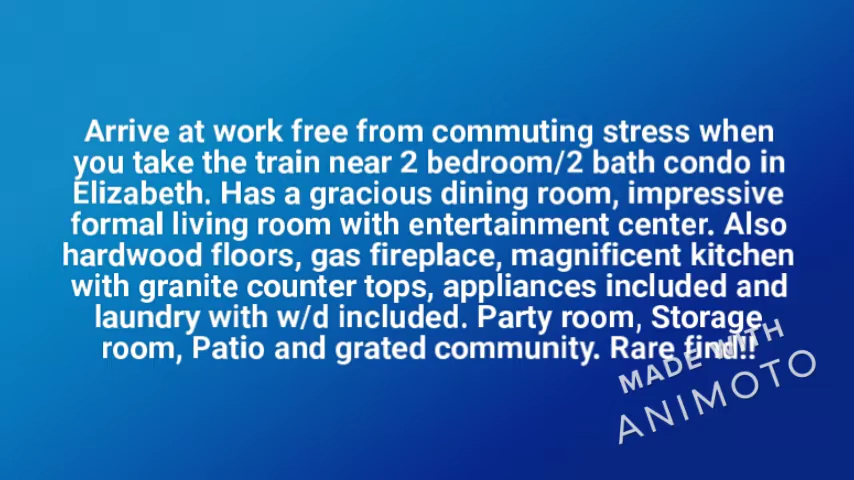 Arrive at work free from commuting stress when
you take the train near 2 bedroom/2 bath condo in
Elizabeth. Has a gracious dining room, impressive
formal living room with entertainment center. Also
hardwood floors, gas fireplace, magnificent kitchen
with granite counter tops, appliances included and
laundry with w/d included. Party room, Storage
room, Patio and grated community. Rare find!!
MADE WITH
ANIMOTO